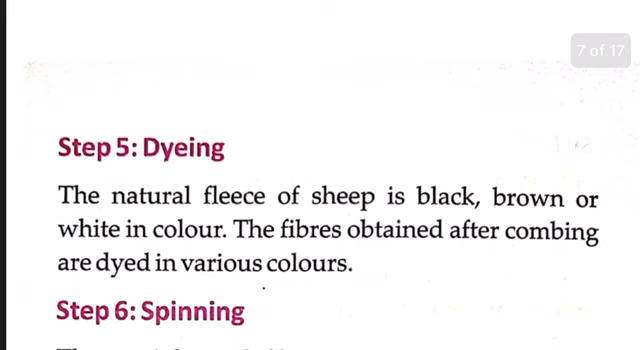 7 of 17
Step 5: Dyeing
The natural fleece of sheep is black, brown or
white in colour. The fibres obtained after combing
are dyed in various colours.
Step 6: Spinning